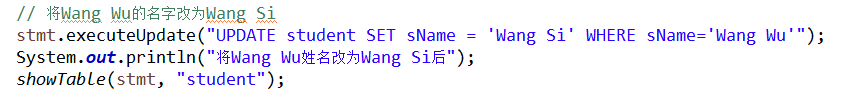 // 将Wang Wu的名字改为Wang Si
stmt.executeUpdate("UPDATE student SET sName = 'Wang Si' WHERE sName='Wang Wu'");
System.out.println("将Wang Wu姓名改为Wang Si后");
showTable(stmt, "student");